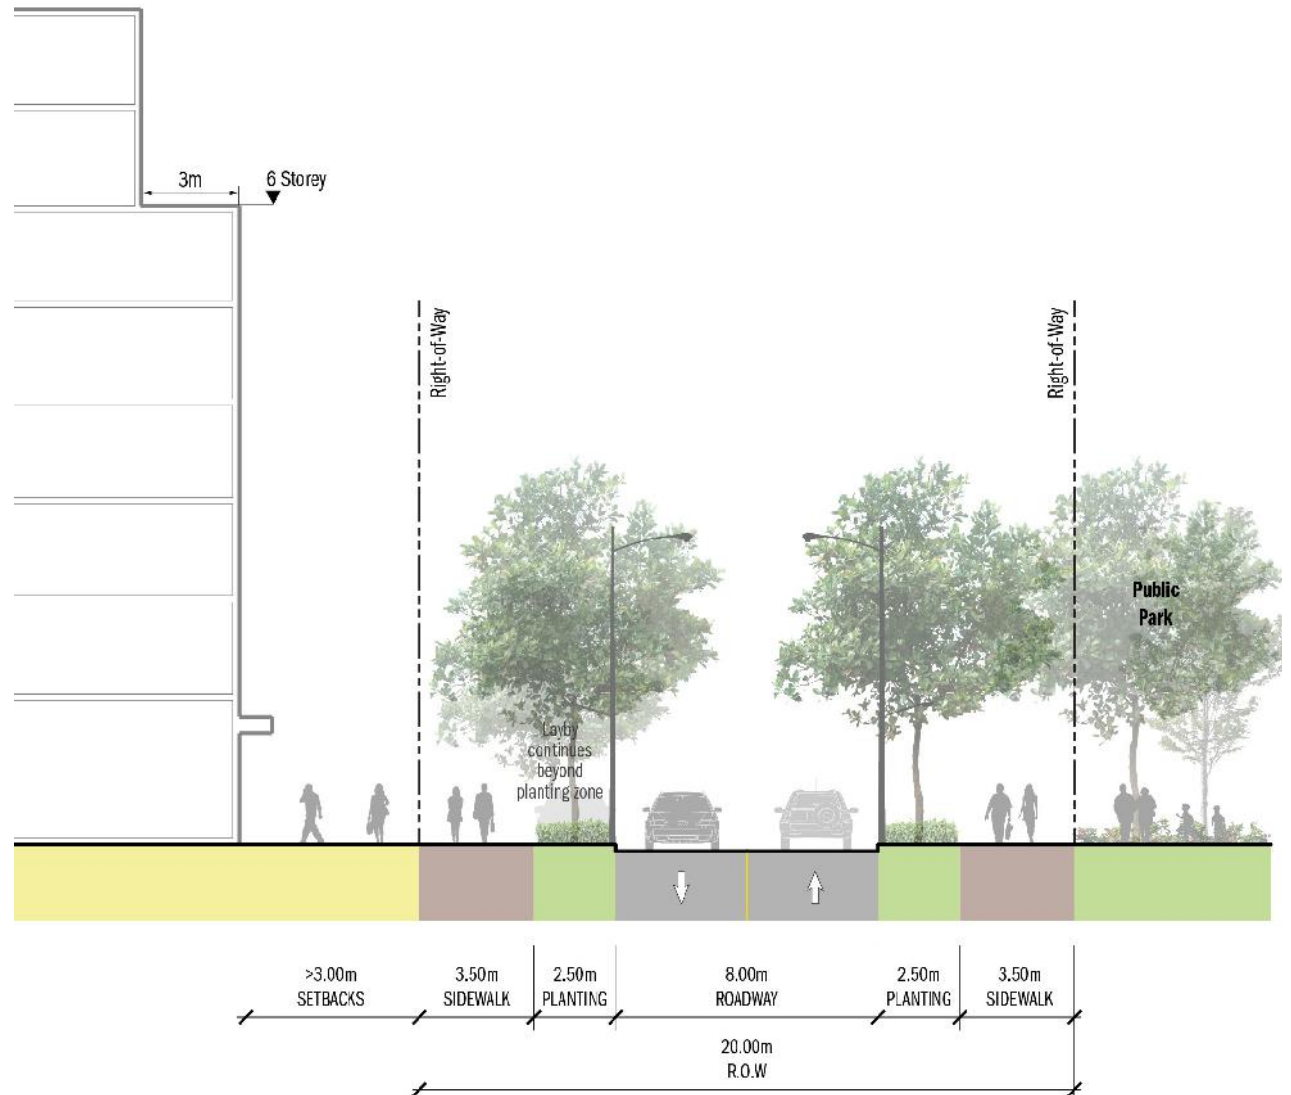 3m
6 Storey
Right-of-Way
Right-of-Way
Public
Park
Layby
continues
beyond
planting zone
>3.00m
SETBACKS
3.50m
SIDEWALK
2.50m
PLANTING
8.00m
ROADWAY
2.50m
PLANTING
3.50m
SIDEWALK
20.00m
R.O.W